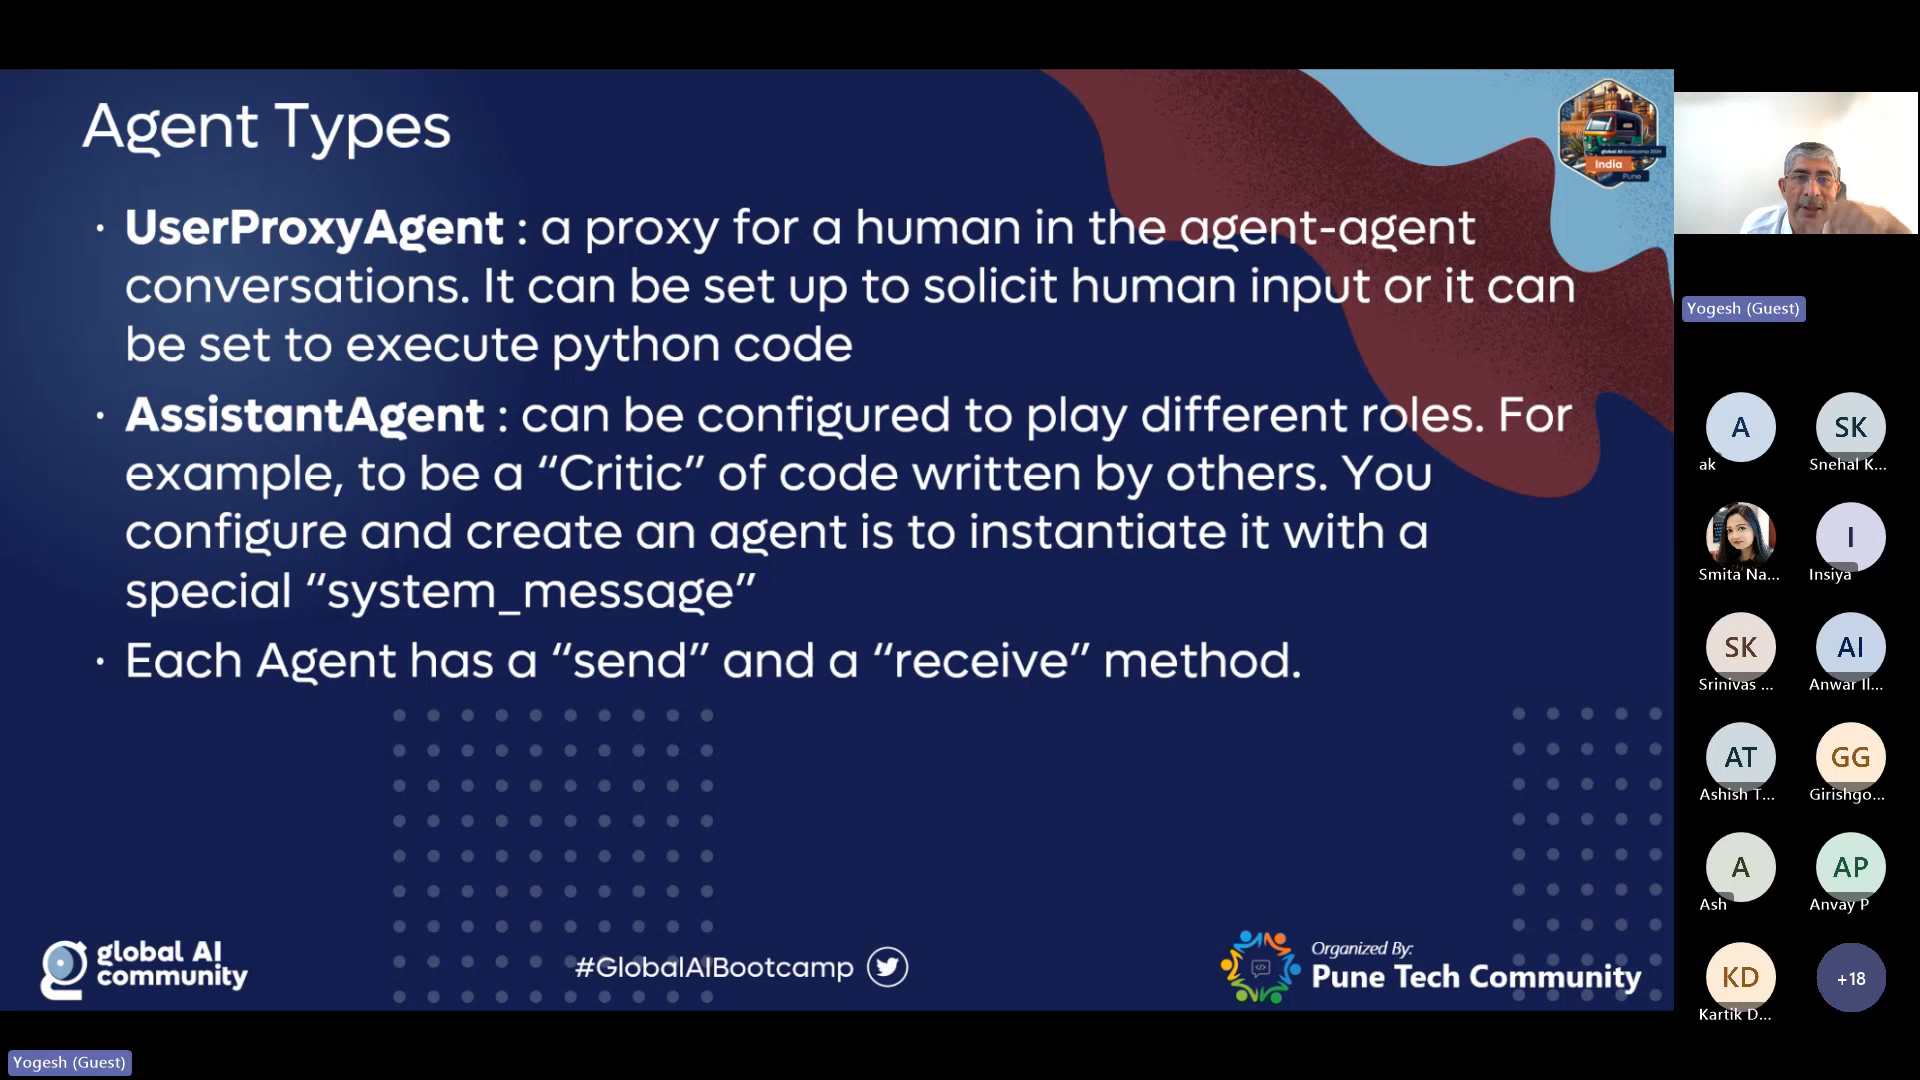 Agent Types
· UserProxyAgent : a proxy for a human in the agent-agent
conversations. It can be set up to solicit human input or it can
be set to execute python code
· AssistantAgent : can be configured to play different roles. For
example, to be a “Critic” of code written by others. You
configure and create an agent is to instantiate it with a
special “system_message”
· Each Agent has a “send” and a “receive” method.
global AI bootcamp 2024
India
Pune
global AI
community
#GlobalAIBootcamp
Organized By:
Pune Tech Community
Yogesh (Guest)
A
ak
SK
Snehal K...
Smita Na...
I
Insiya
SK
Srinivas ...
AI
Anwar Il...
AT
Ashish T...
GG
Girishgo...
A
Ash
AP
Anvay P
KD
Kartik D...
+18
Yogesh (Guest)